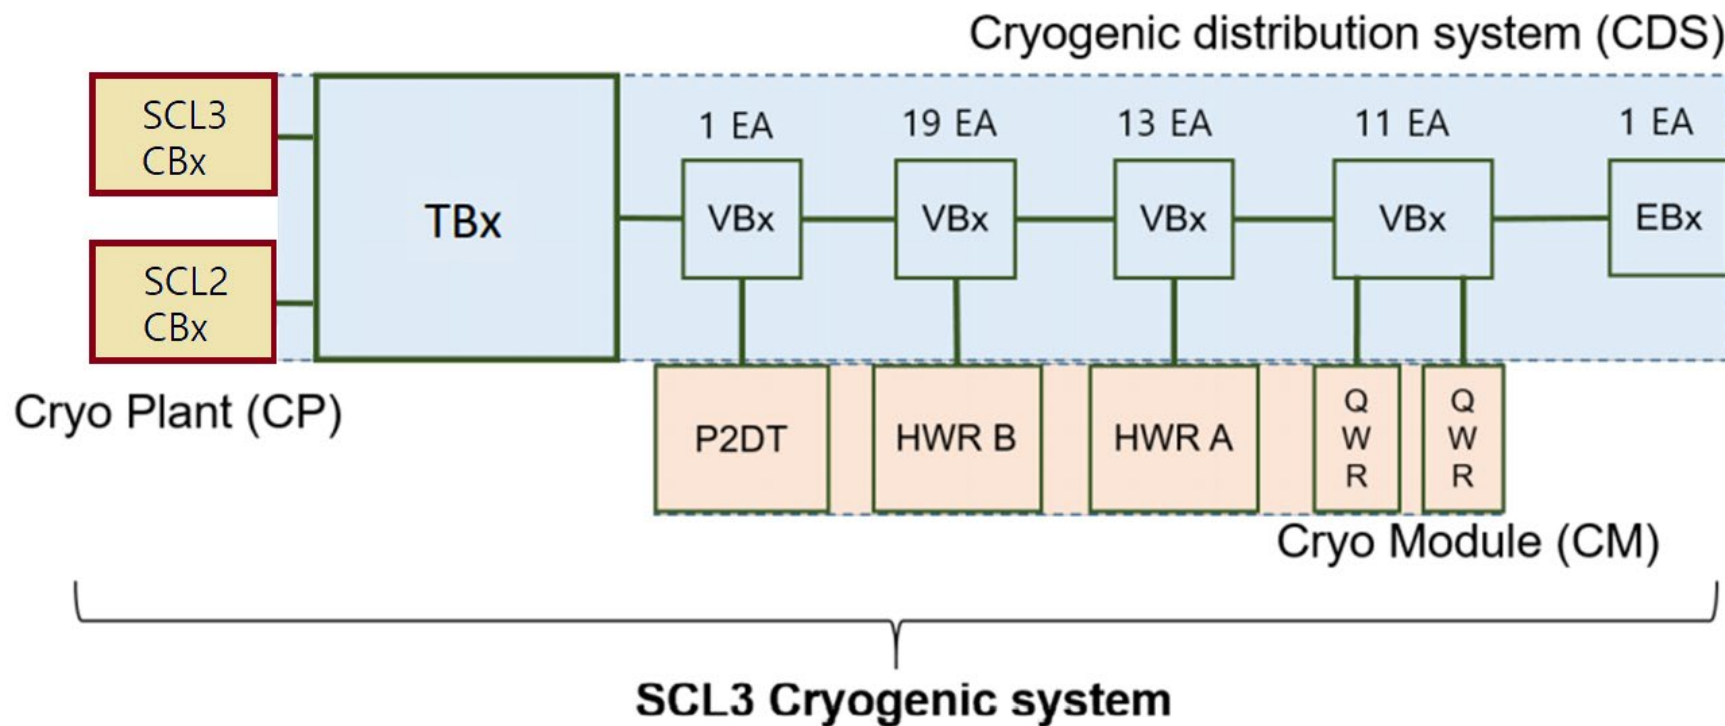 Cryogenic distribution system (CDS)
SCL3
CBx
SCL2
CBx
Cryo Plant (CP)
TBx
1 EA
19 EA
13 EA
11 EA
1 EA
VBx
VBx
VBx
VBx
EBx
P2DT
HWR B
HWR A
Q
W
R
Q
W
R
Cryo Module (CM)
SCL3 Cryogenic system